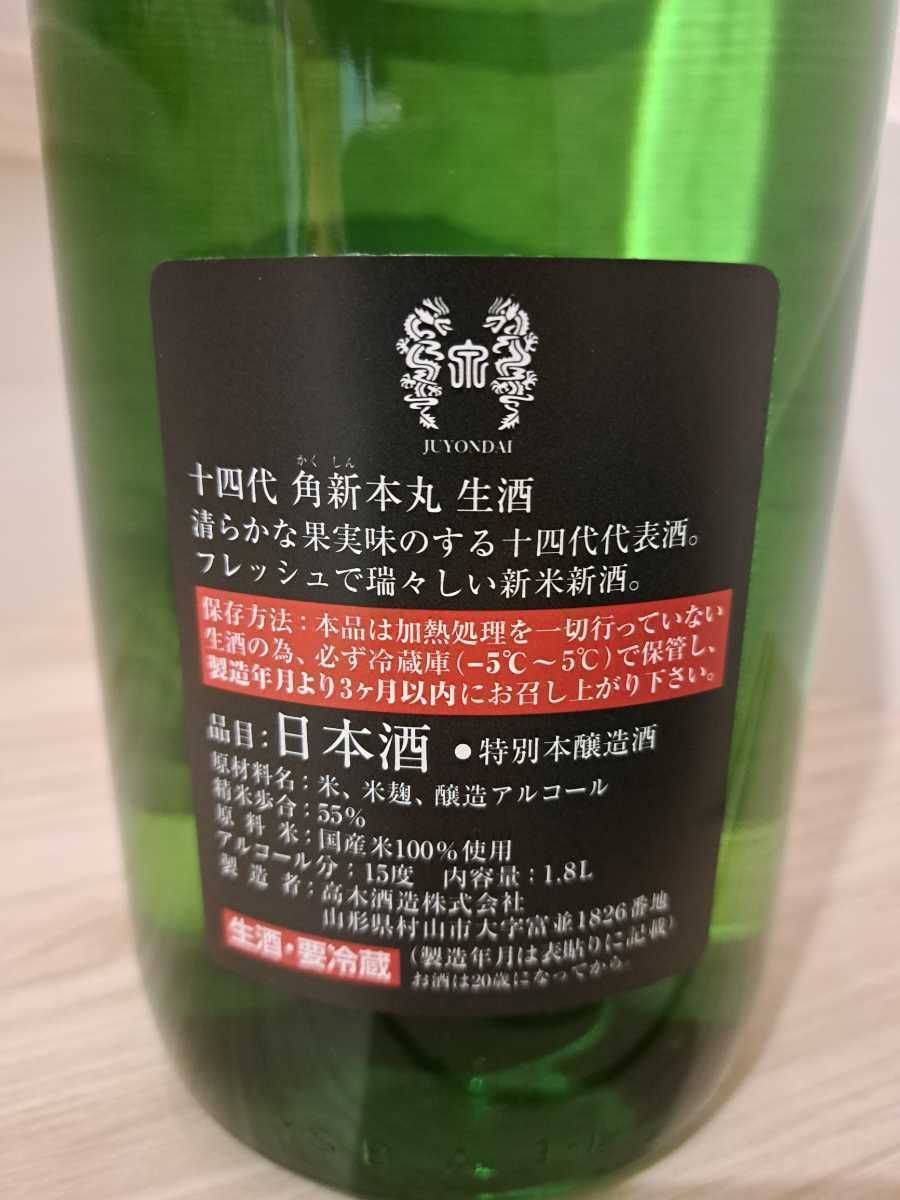 JUYONDAI
かく しん
十四代 角新本丸 生酒
清らかな果実味のする十四代代表酒。
フレッシュで瑞々しい新米新酒。
保存方法：本品は加熱処理を一切行っていない
生酒の為、必ず冷蔵庫(−5℃〜5℃)で保管し、
製造年月より3ヶ月以内にお召し上がり下さい。
品目：日本酒 ●特別本醸造酒
原材料名：米、米麹、醸造アルコール
精米歩合：55%
原料米：国産米100%使用
アルコール分：15度 内容量：1.8L
製造者：高木酒造株式会社
山形県村山市大字富並1826番地
生酒・要冷蔵
(製造年月は表貼りに記載)
お酒は20歳になってから。